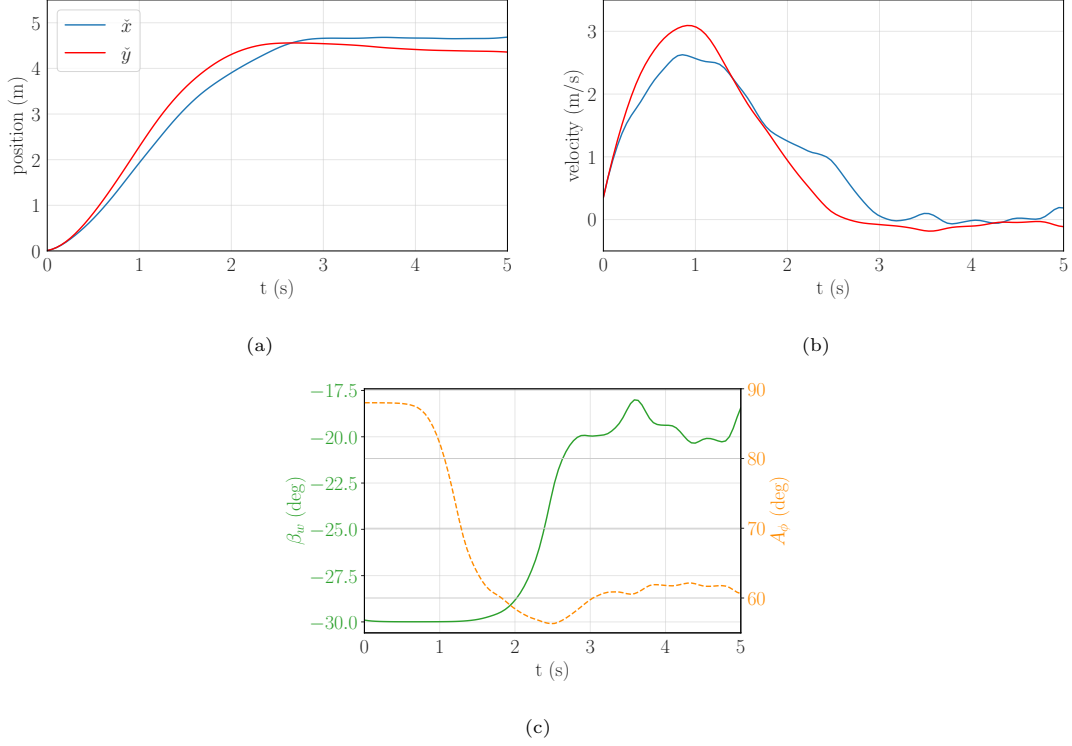 position (m)
5
4
3
2
1
0
x̌
y̌
0 1 2 3 4 5
t (s)
(a)
velocity (m/s)
3
2
1
0
0 1 2 3 4 5
t (s)
(b)
β_w (deg)
−17.5
−20.0
−22.5
−25.0
−27.5
−30.0
90
80
70
60
A_ϕ (deg)
0 1 2 3 4 5
t (s)
(c)